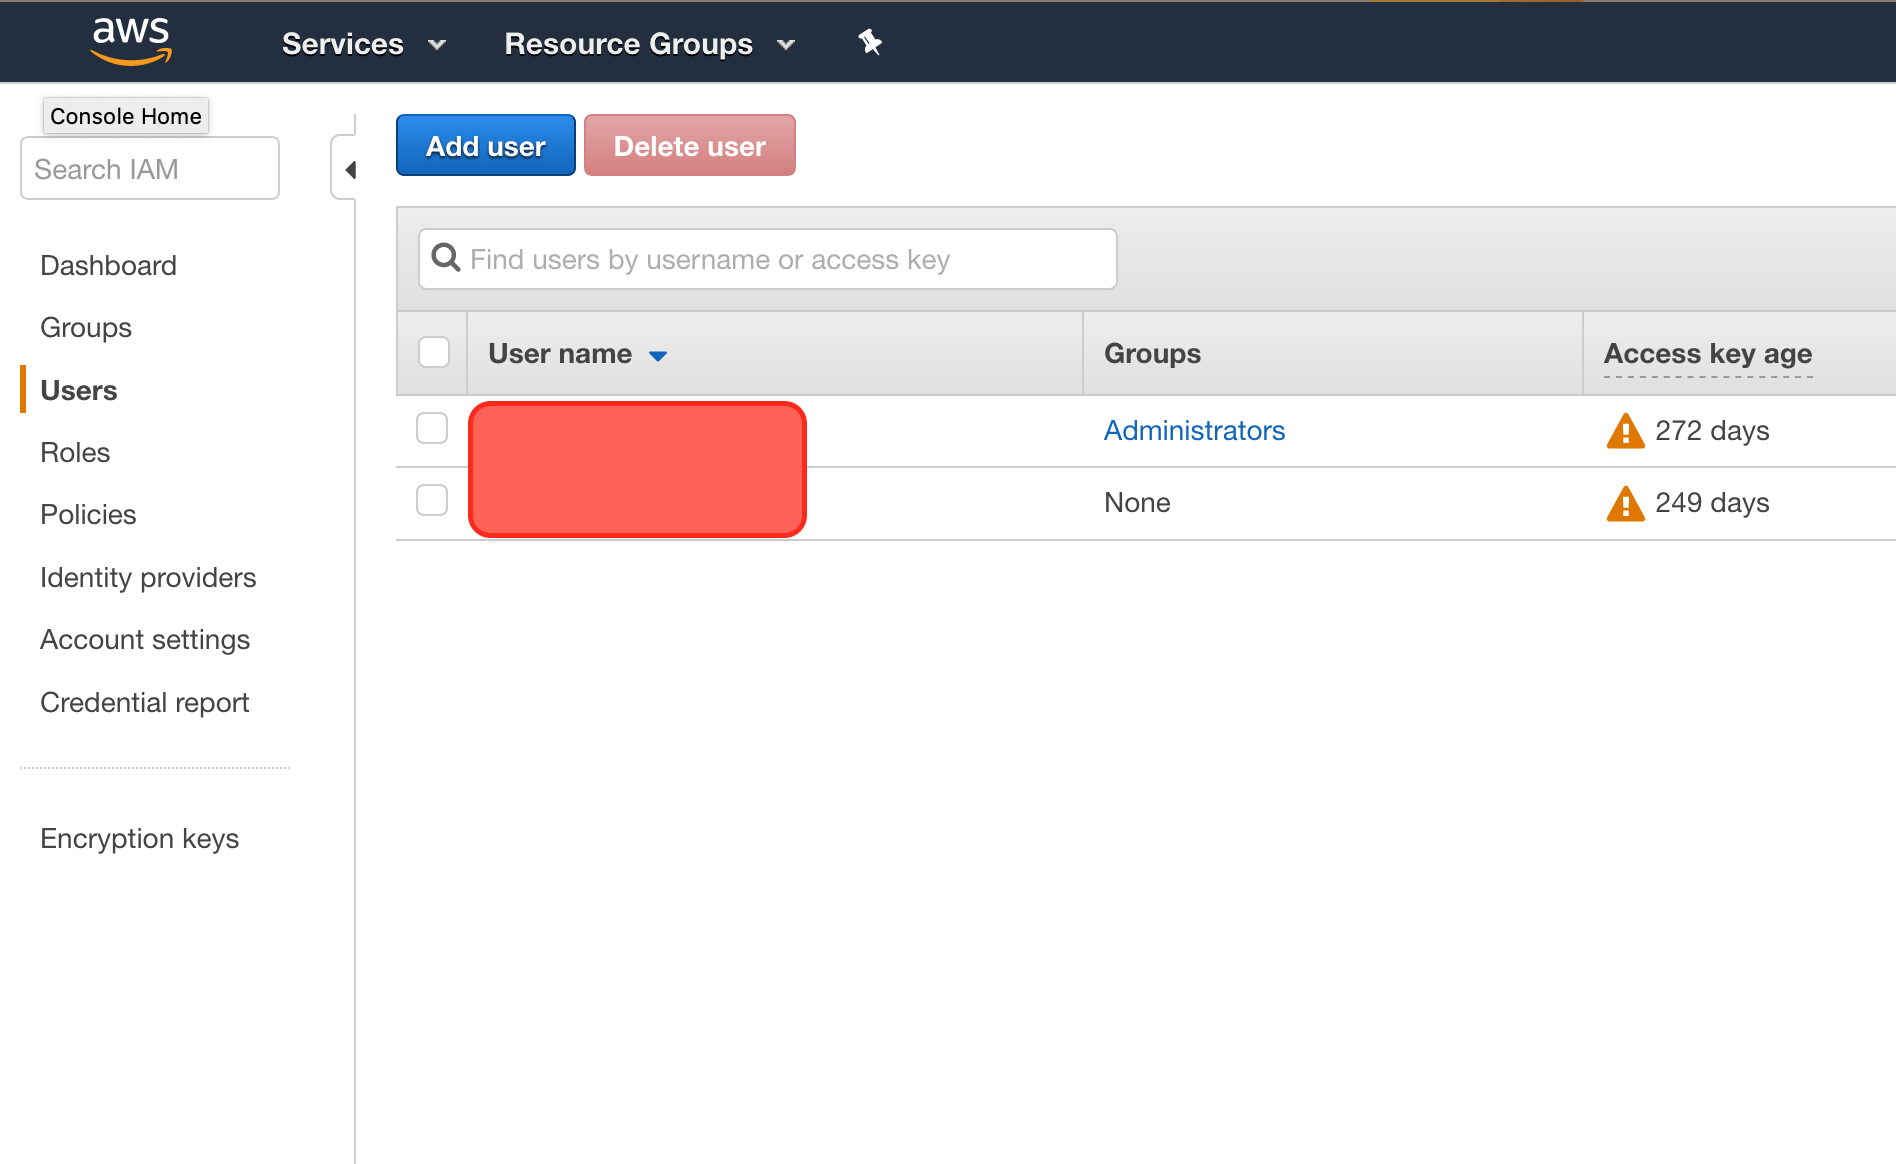 aws
Services
Resource Groups
Console Home
Search IAM
Add user
Delete user
Find users by username or access key
Dashboard
Groups
Users
Roles
Policies
Identity providers
Account settings
Credential report
Encryption keys
User name
Groups
Access key age
Administrators
272 days
None
249 days